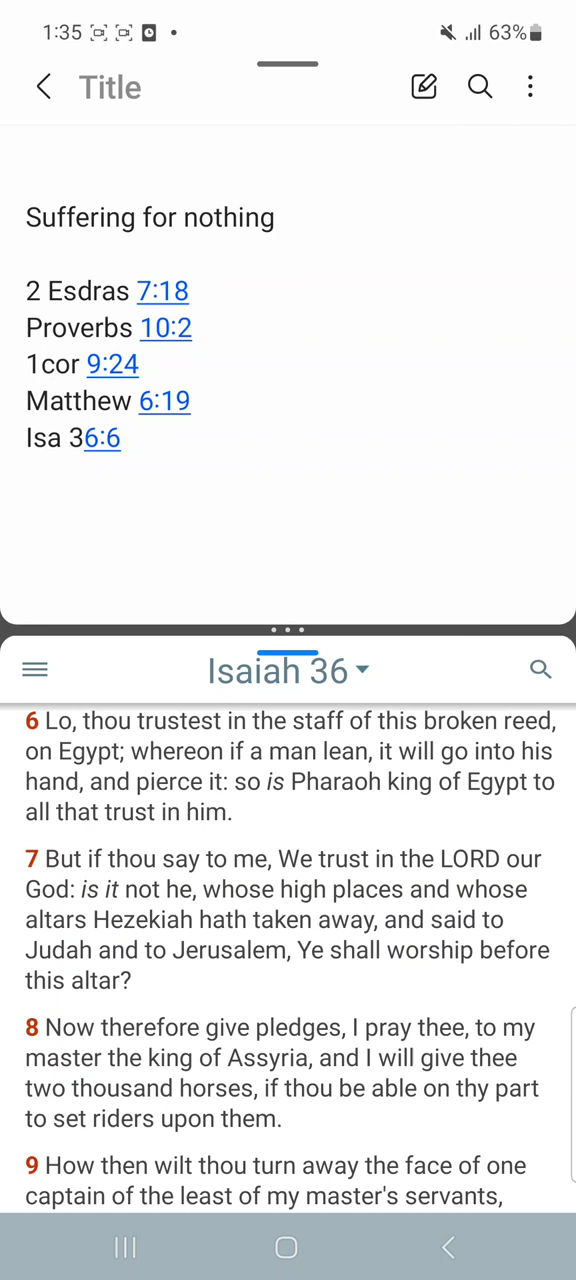 1:35
63%
Title
Suffering for nothing
2 Esdras 7:18
Proverbs 10:2
1cor 9:24
Matthew 6:19
Isa 36:6
Isaiah 36
6 Lo, thou trustest in the staff of this broken reed,
on Egypt; whereon if a man lean, it will go into his
hand, and pierce it: so is Pharaoh king of Egypt to
all that trust in him.
7 But if thou say to me, We trust in the LORD our
God: is it not he, whose high places and whose
altars Hezekiah hath taken away, and said to
Judah and to Jerusalem, Ye shall worship before
this altar?
8 Now therefore give pledges, I pray thee, to my
master the king of Assyria, and I will give thee
two thousand horses, if thou be able on thy part
to set riders upon them.
9 How then wilt thou turn away the face of one
captain of the least of my master's servants,